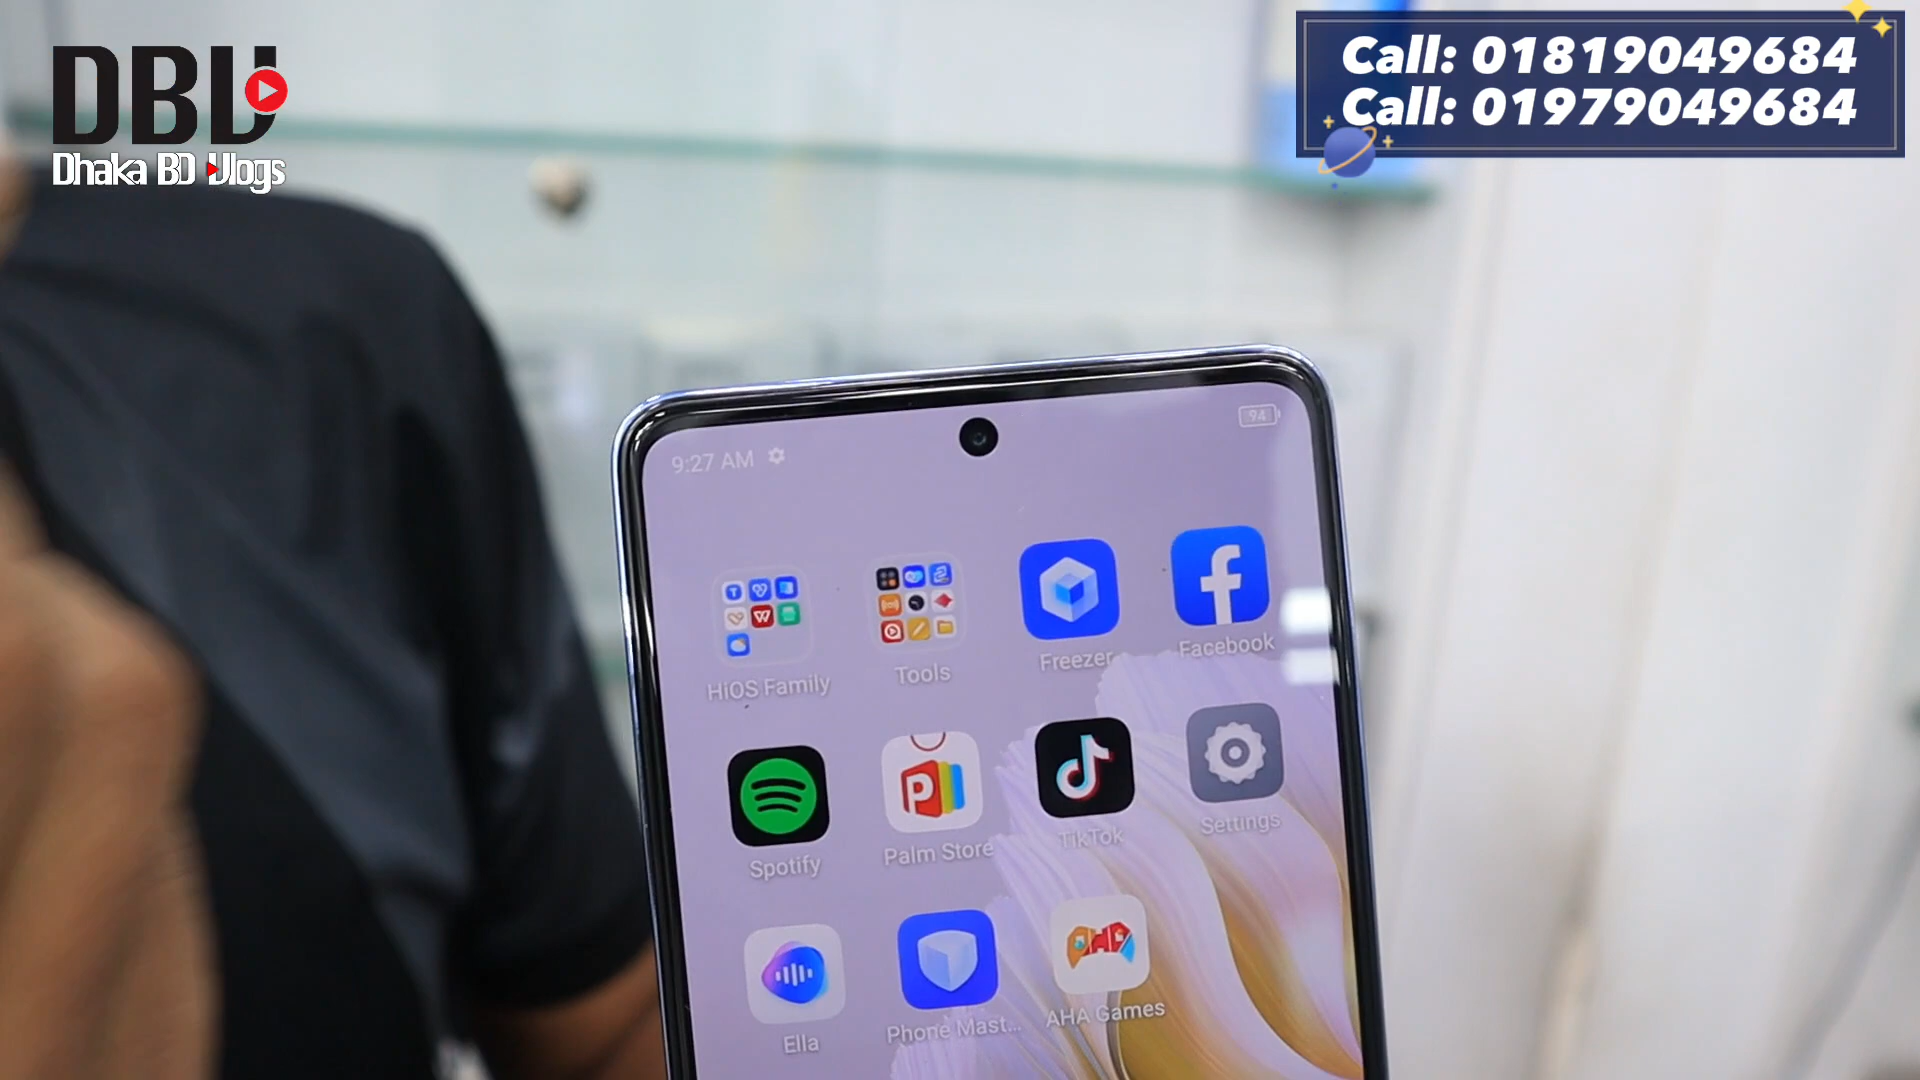 DBV
Dhaka BD Vlogs
Call: 01819049684
Call: 01979049684
9:27 AM
94
HiOS Family
Tools
Freezer
Facebook
Spotify
Palm Store
TikTok
Settings
Ella
Phone Mast...
AHA Games